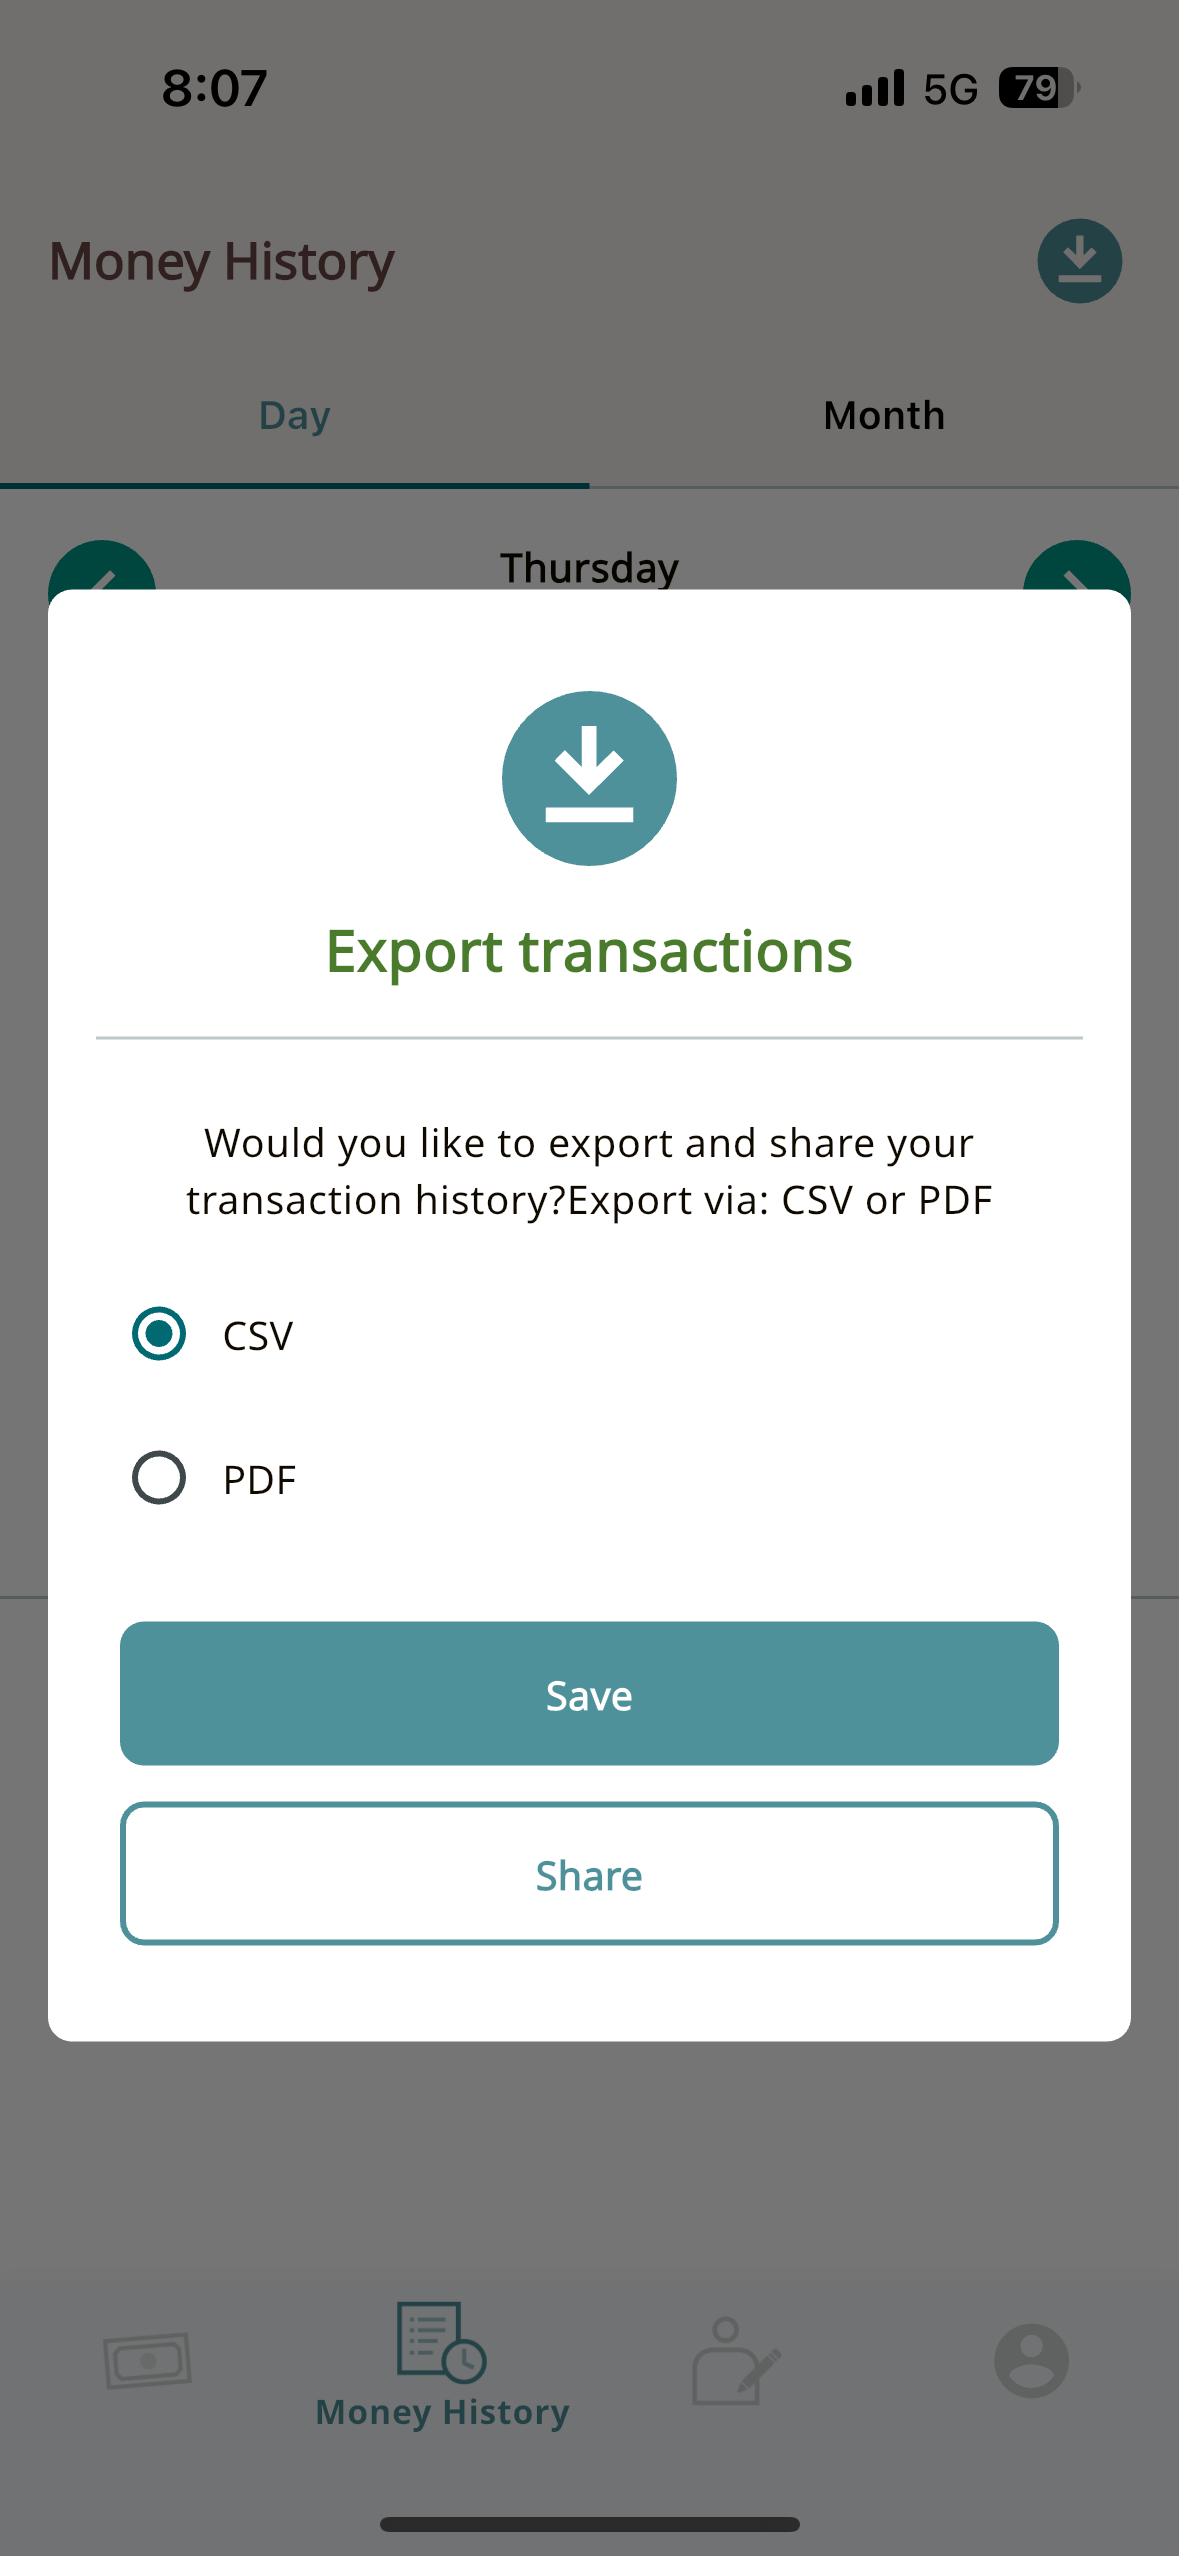 8:07
5G
79
Money History
Day
Month
Thursday
Export transactions
Would you like to export and share your
transaction history?Export via: CSV or PDF
CSV
PDF
Save
Share
Money History